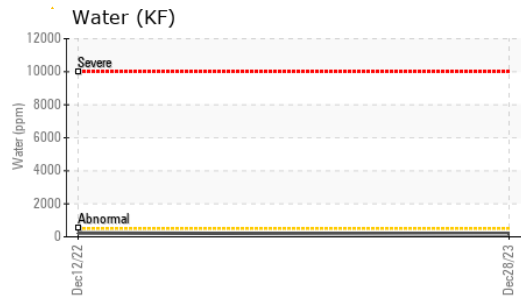 Water (KF)
12000
Severe
10000
8000
6000
4000
2000
Abnormal
0
Water (ppm)
Dec12/22
Dec28/23